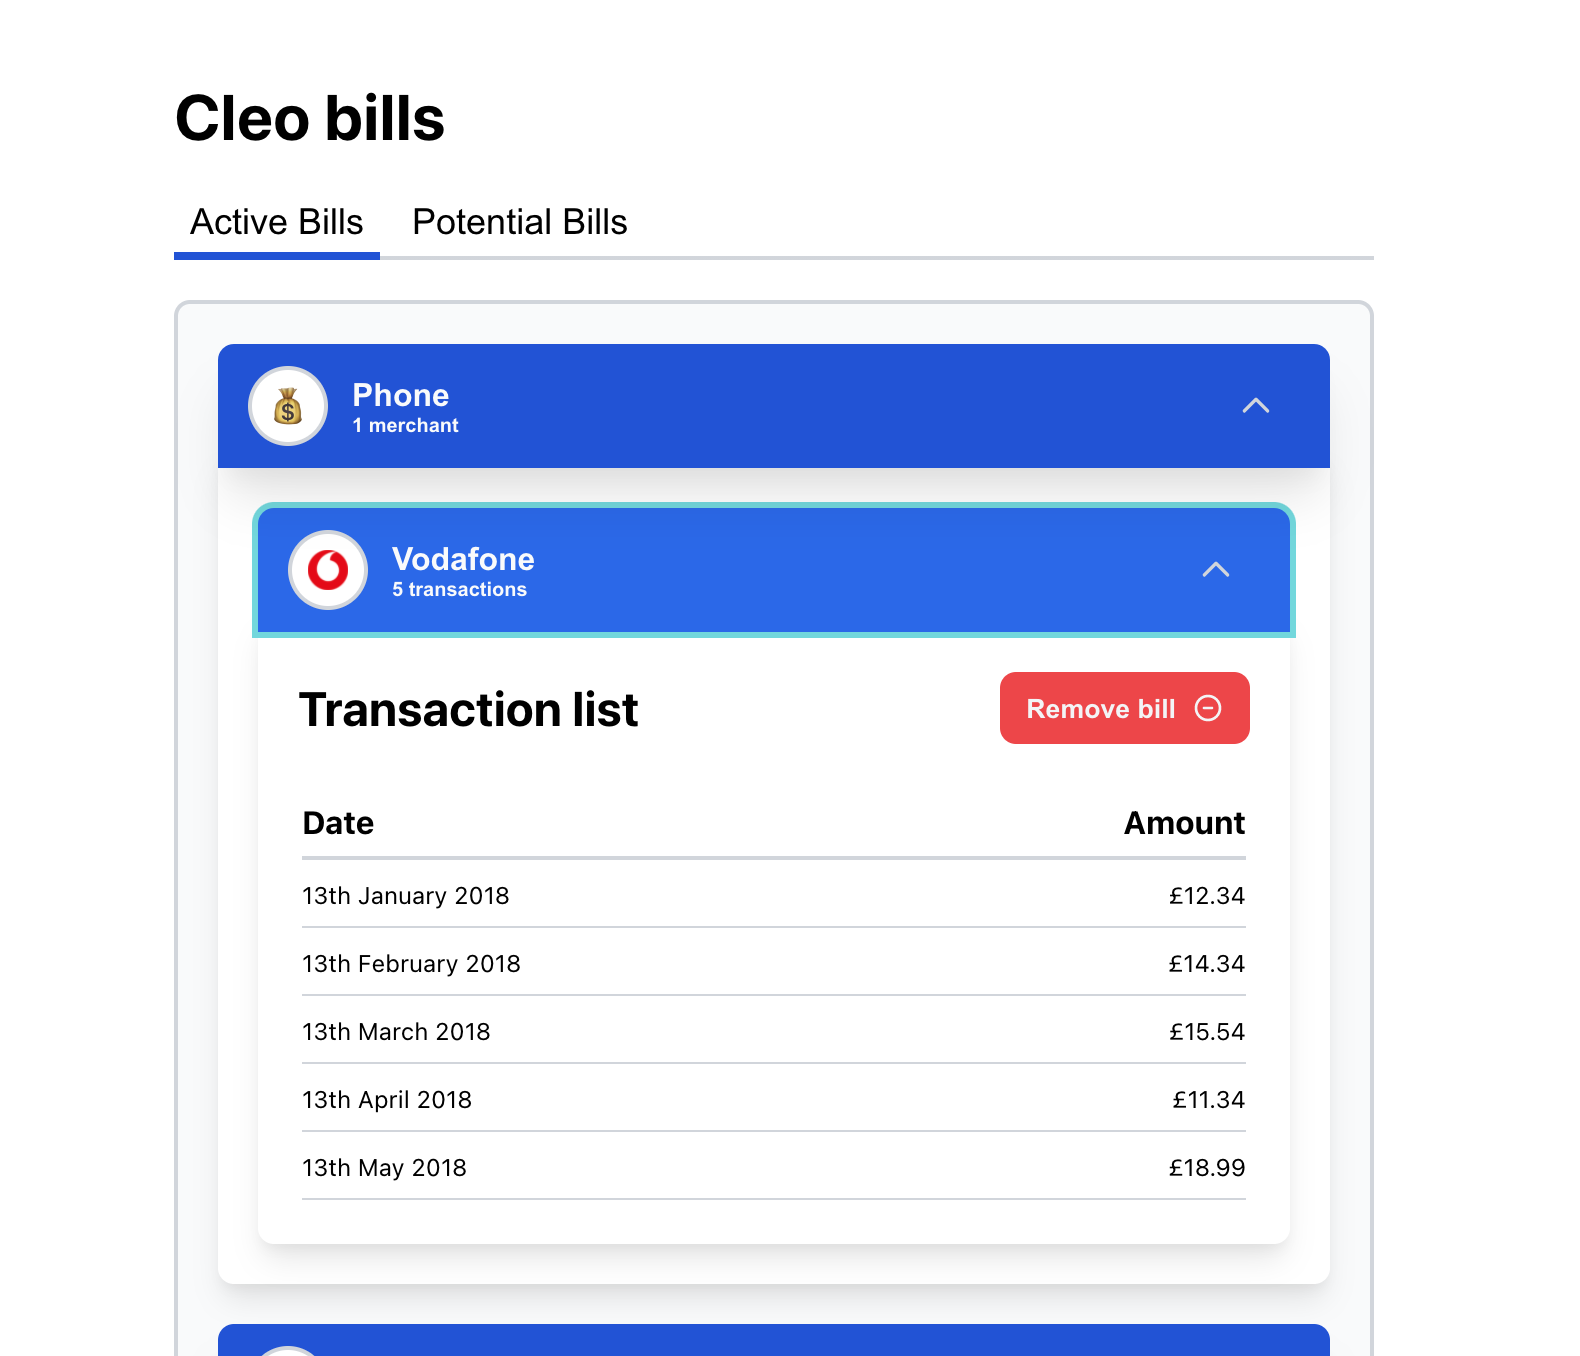 Cleo bills
Active Bills Potential Bills
Phone
1 merchant
Vodafone
5 transactions
Transaction list
Remove bill
Date Amount
13th January 2018 £12.34
13th February 2018 £14.34
13th March 2018 £15.54
13th April 2018 £11.34
13th May 2018 £18.99